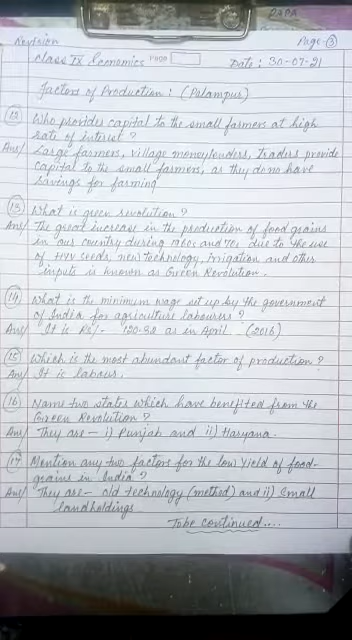 Revision
Page-③
Class IX Economics PAGE
Date: 30-07-21
Factors of Production: (Palampur)
⑫ Who provides capital to the small farmers at high
rate of interest?
Ans/ Large farmers, village moneylenders, traders provide
capital to the small farmers, as they do no have
savings for farming
⑬ What is green revolution?
Ans/ The great increase in the production of food grains
in our country during 1960s and 70s due to the use
of HYV seeds, new technology, irrigation and other
inputs is known as Green Revolution.
⑭ What is the minimum wage set up by the government
of India for agriculture labourers?
Ans/ It is Rs/- as in April - (2016)
⑮ Which is the most abundant factor of production?
Ans/ It is labour.
⑯ Name two states which have benefited from the
Green Revolution?
Ans/ They are - i) Punjab and ii) Haryana.
⑰ Mention any two factors for the low yield of food-
grains in India?
Ans/ They are - old technology (method) and ii) Small
landholdings
To be continued....